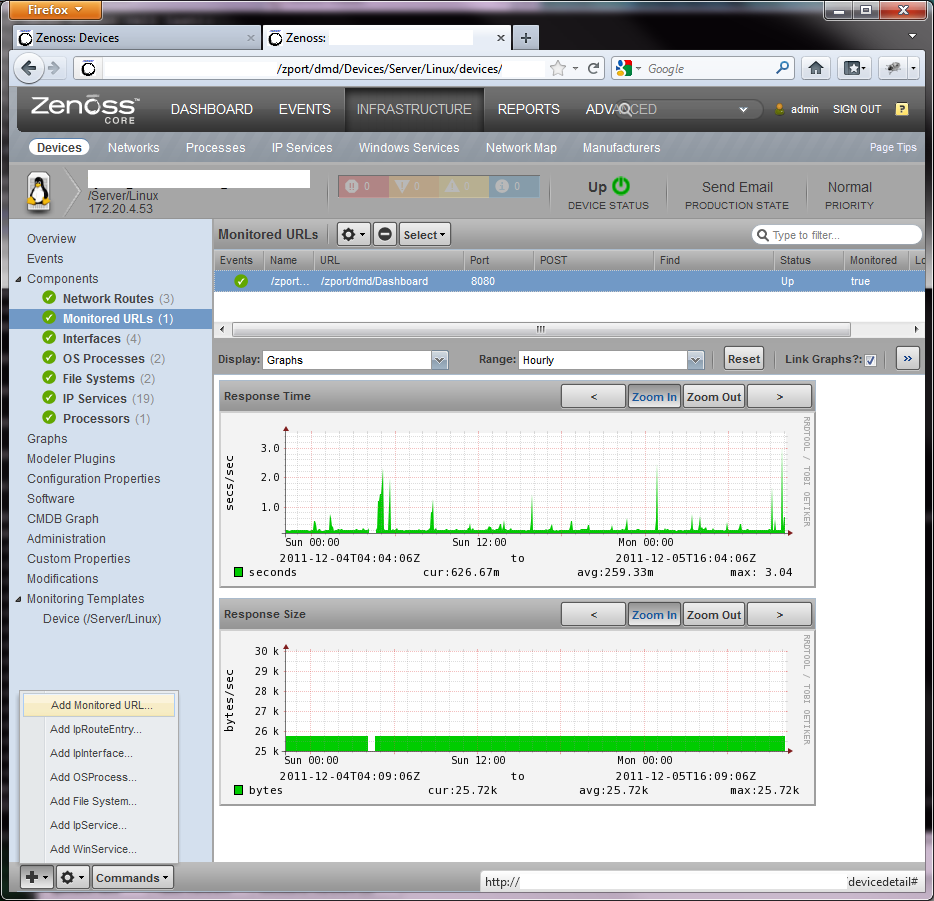 Firefox
Zenoss: Devices
Zenoss:
/zport/dmd/Devices/Server/Linux/devices/
Google
Zenoss CORE
DASHBOARD EVENTS INFRASTRUCTURE REPORTS ADVANCED admin SIGN OUT ?
Devices Networks Processes IP Services Windows Services Network Map Manufacturers Page Tips
/Server/Linux
172.20.4.53
0 0 0 0
Up
DEVICE STATUS
Send Email
PRODUCTION STATE
Normal
PRIORITY
Overview
Events
Components
Network Routes (3)
Monitored URLs (1)
Interfaces (4)
OS Processes (2)
File Systems (2)
IP Services (19)
Processors (1)
Graphs
Modeler Plugins
Configuration Properties
Software
CMDB Graph
Administration
Custom Properties
Modifications
Monitoring Templates
Device (/Server/Linux)
Add Monitored URL...
Add IpRouteEntry...
Add IpInterface...
Add OSProcess...
Add File System...
Add IpService...
Add WinService...
Commands
Monitored URLs Select Type to filter...
Events Name URL Port POST Find Status Monitored Lo
/zport... /zport/dmd/Dashboard 8080 Up true
Display: Graphs Range: Hourly Reset Link Graphs?: »
Response Time < Zoom In Zoom Out >
secs/sec
3.0
2.0
1.0
Sun 00:00 Sun 12:00 Mon 00:00
2011-12-04T04:04:06Z to 2011-12-05T16:04:06Z
seconds cur:626.67m avg:259.33m max: 3.04
RRDTOOL / TOBI OETIKER
Response Size < Zoom In Zoom Out >
bytes/sec
30 k
29 k
28 k
27 k
26 k
25 k
Sun 00:00 Sun 12:00 Mon 00:00
2011-12-04T04:09:06Z to 2011-12-05T16:09:06Z
bytes cur:25.72k avg:25.72k max:25.72k
RRDTOOL / TOBI OETIKER
http:// devicedetail#